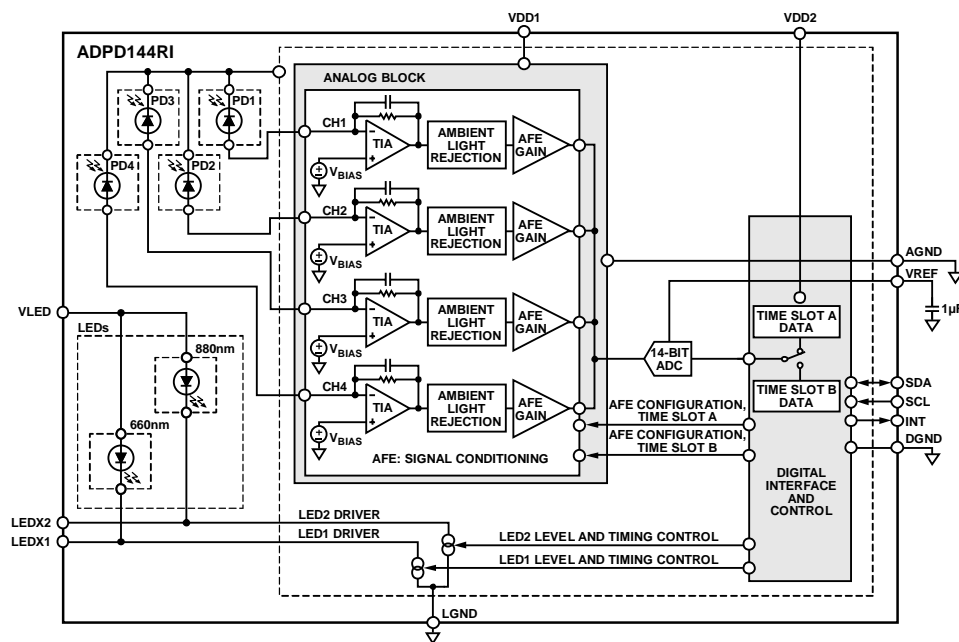 VDD1
VDD2
ADPD144RI
ANALOG BLOCK
PD3
PD1
PD4
PD2
CH1
TIA
VBIAS
AMBIENT
LIGHT
REJECTION
AFE
GAIN
CH2
TIA
VBIAS
AMBIENT
LIGHT
REJECTION
AFE
GAIN
CH3
TIA
VBIAS
AMBIENT
LIGHT
REJECTION
AFE
GAIN
CH4
TIA
VBIAS
AMBIENT
LIGHT
REJECTION
AFE
GAIN
AFE: SIGNAL CONDITIONING
VLED
LEDs
880nm
660nm
LEDX2
LEDX1
14-BIT
ADC
TIME SLOT A
DATA
TIME SLOT B
DATA
AFE CONFIGURATION,
TIME SLOT A
AFE CONFIGURATION,
TIME SLOT B
DIGITAL
INTERFACE
AND
CONTROL
AGND
VREF
1µF
SDA
SCL
INT
DGND
LED2 DRIVER
LED1 DRIVER
LED2 LEVEL AND TIMING CONTROL
LED1 LEVEL AND TIMING CONTROL
LGND